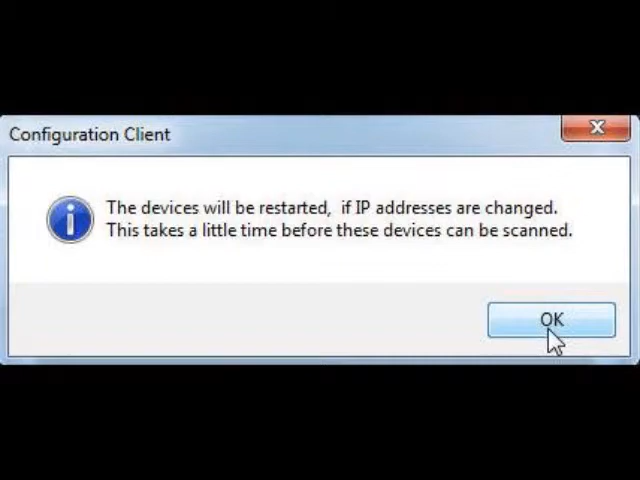 Configuration Client
The devices will be restarted,  if IP addresses are changed.
This takes a little time before these devices can be scanned.
OK